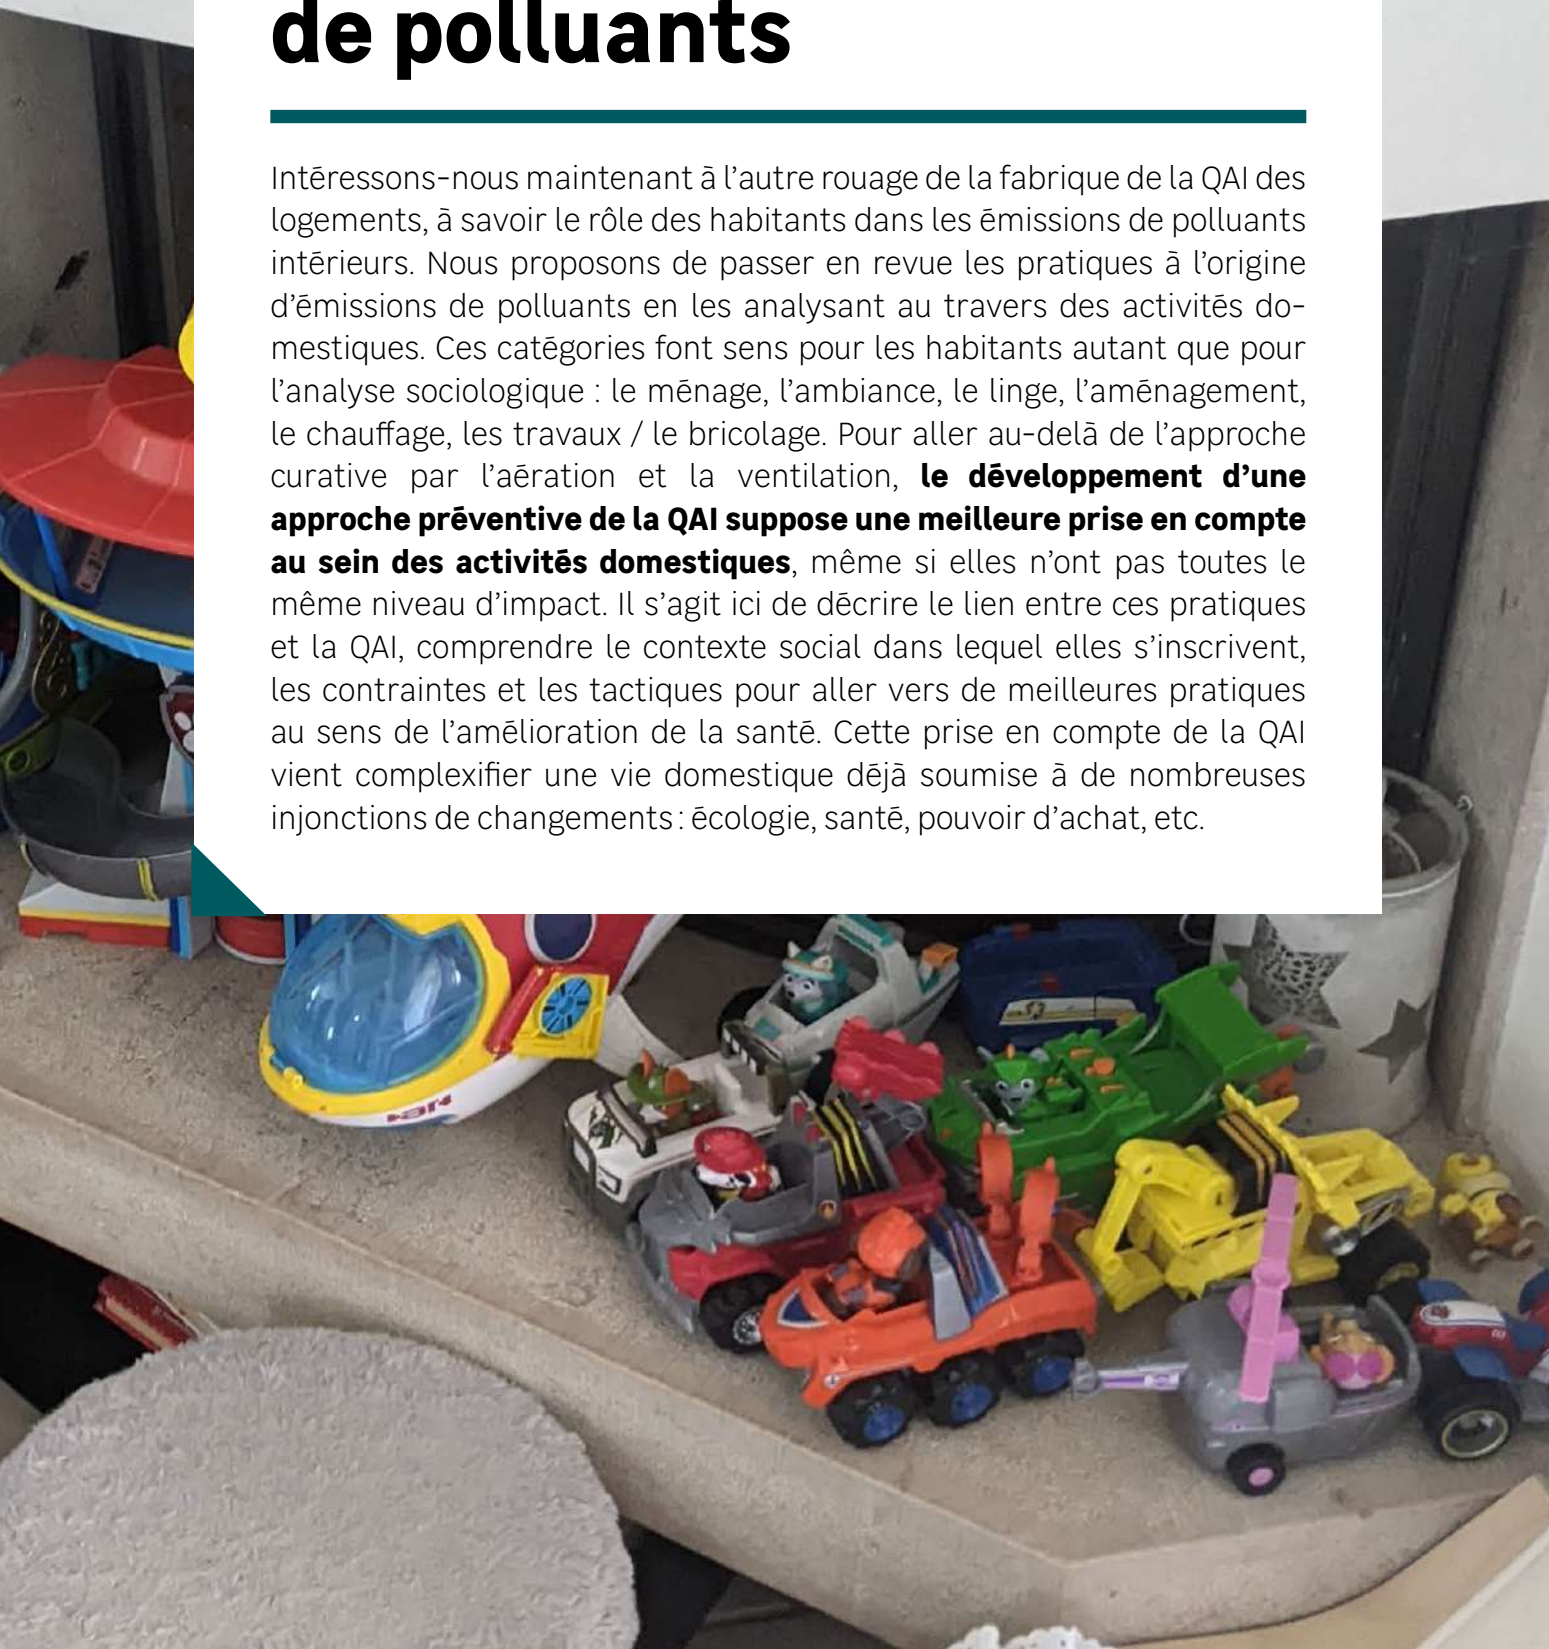 de polluants
Intéressons-nous maintenant à l’autre rouage de la fabrique de la QAI des
logements, à savoir le rôle des habitants dans les émissions de polluants
intérieurs. Nous proposons de passer en revue les pratiques à l’origine
d’émissions de polluants en les analysant au travers des activités do-
mestiques. Ces catégories font sens pour les habitants autant que pour
l’analyse sociologique : le ménage, l’ambiance, le linge, l’aménagement,
le chauffage, les travaux / le bricolage. Pour aller au-delà de l’approche
curative par l’aération et la ventilation, le développement d’une
approche préventive de la QAI suppose une meilleure prise en compte
au sein des activités domestiques, même si elles n’ont pas toutes le
même niveau d’impact. Il s’agit ici de décrire le lien entre ces pratiques
et la QAI, comprendre le contexte social dans lequel elles s’inscrivent,
les contraintes et les tactiques pour aller vers de meilleures pratiques
au sens de l’amélioration de la santé. Cette prise en compte de la QAI
vient complexifier une vie domestique déjà soumise à de nombreuses
injonctions de changements : écologie, santé, pouvoir d’achat, etc.